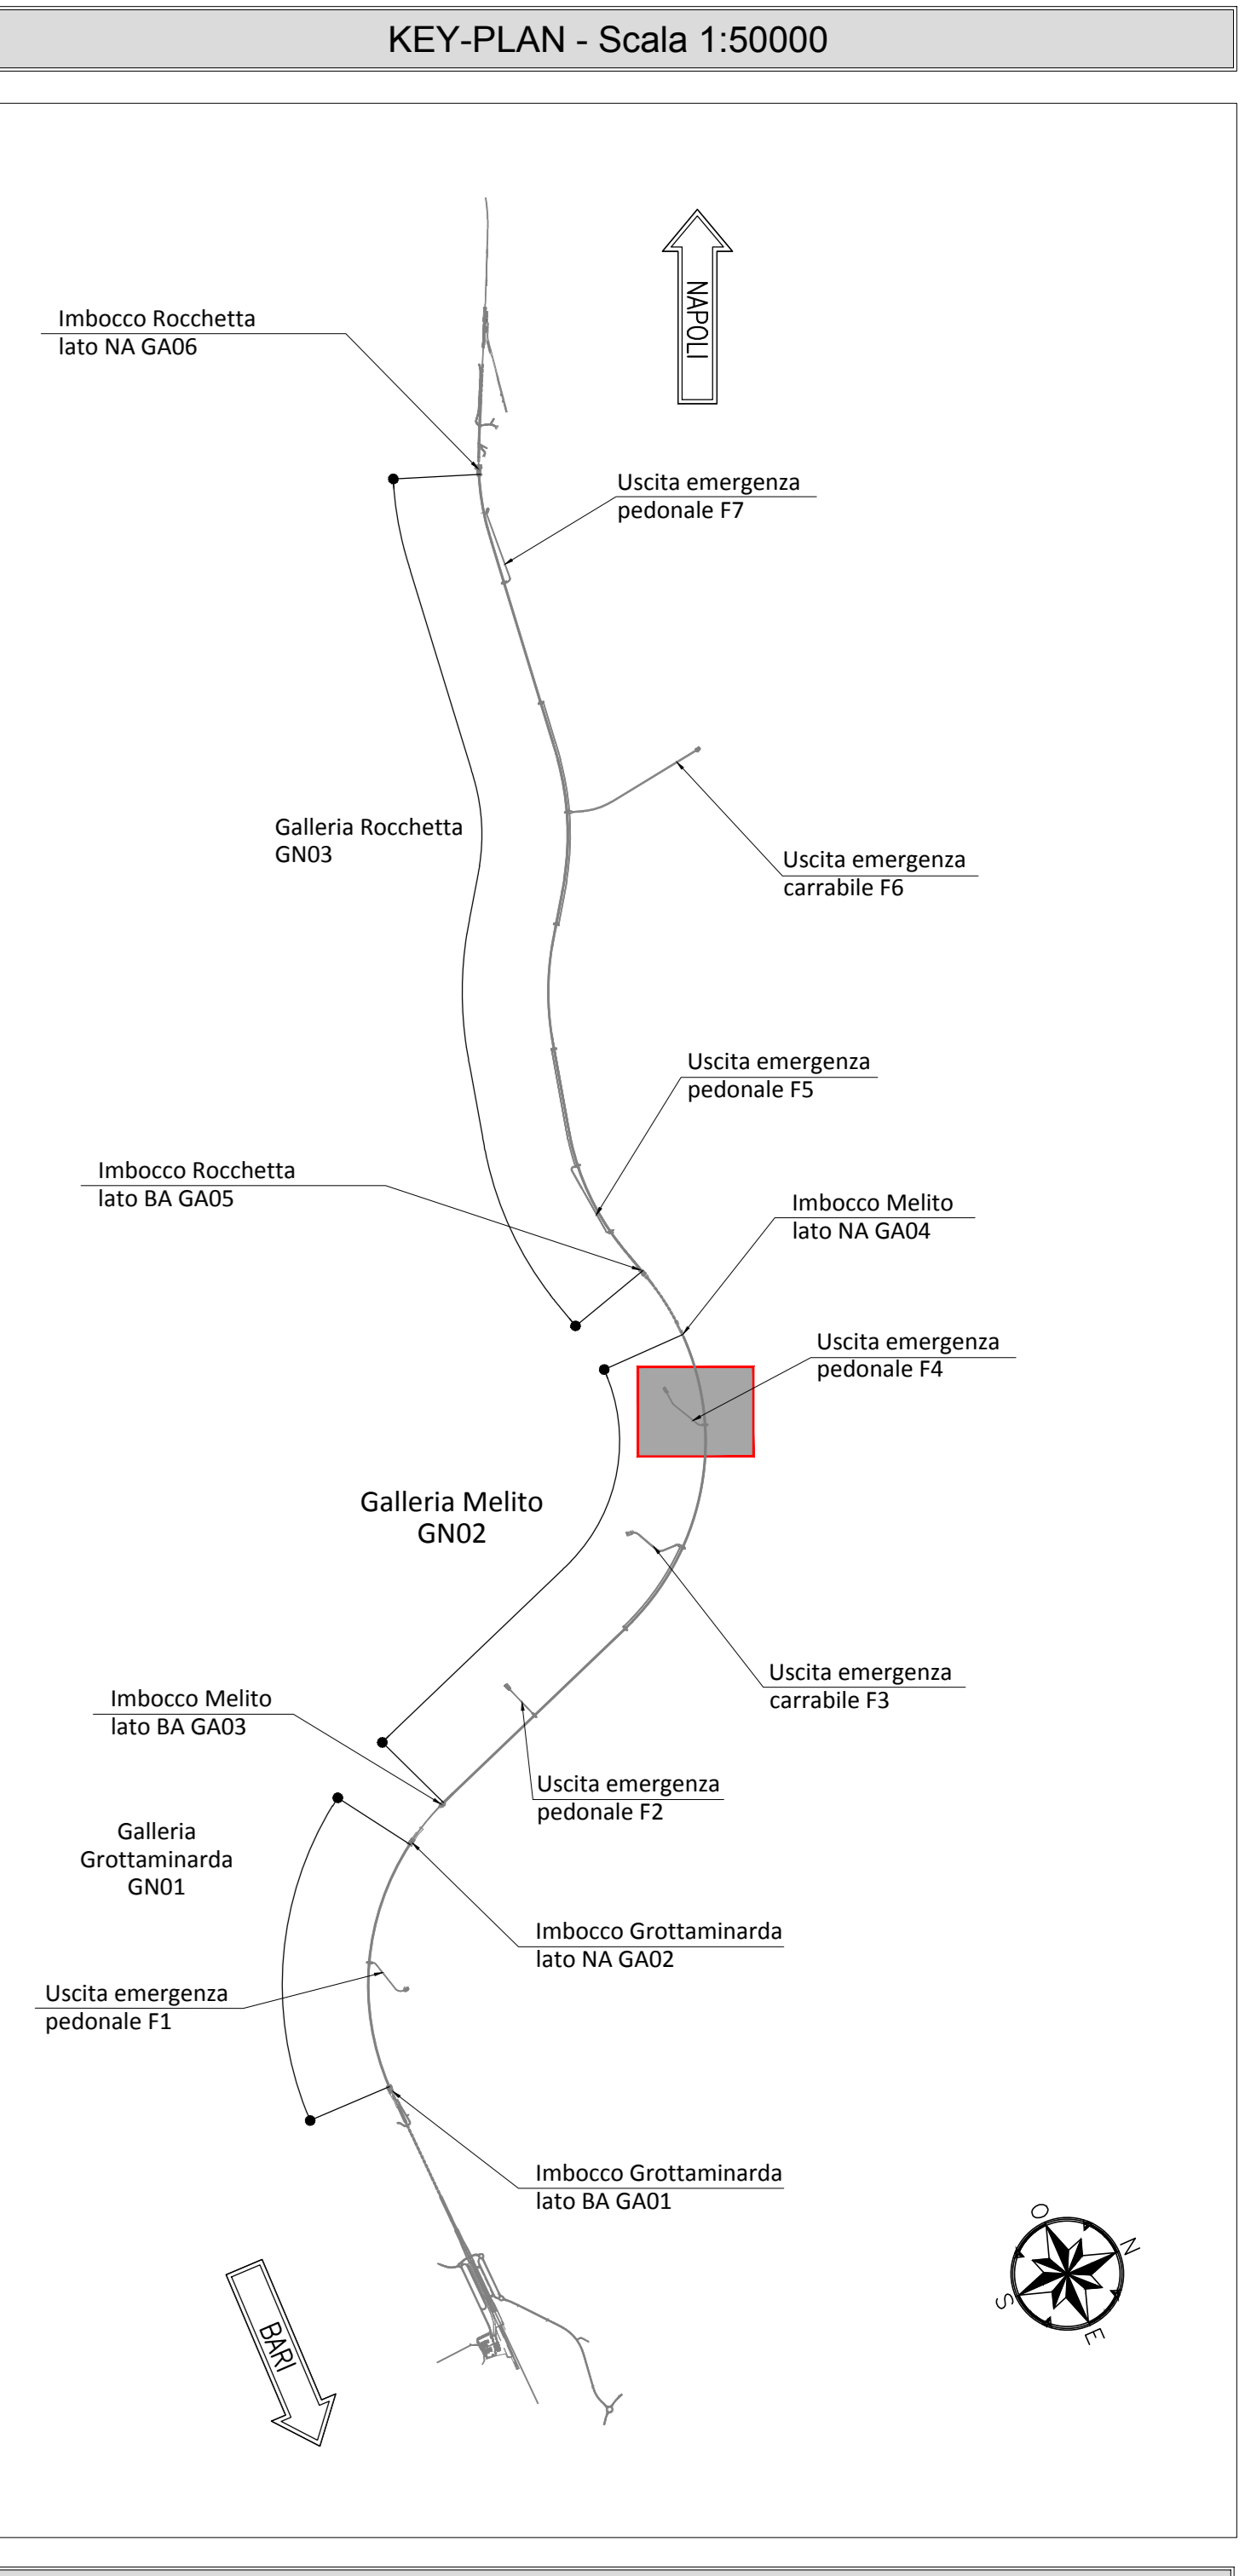 KEY-PLAN - Scala 1:50000
NAPOLI
Imbocco Rocchetta
lato NA GA06
Uscita emergenza
pedonale F7
Galleria Rocchetta
GN03
Uscita emergenza
carrabile F6
Uscita emergenza
pedonale F5
Imbocco Rocchetta
lato BA GA05
Imbocco Melito
lato NA GA04
Uscita emergenza
pedonale F4
Galleria Melito
GN02
Uscita emergenza
carrabile F3
Imbocco Melito
lato BA GA03
Uscita emergenza
pedonale F2
Galleria
Grottaminarda
GN01
Imbocco Grottaminarda
lato NA GA02
Uscita emergenza
pedonale F1
Imbocco Grottaminarda
lato BA GA01
O
N
S
E
BARI